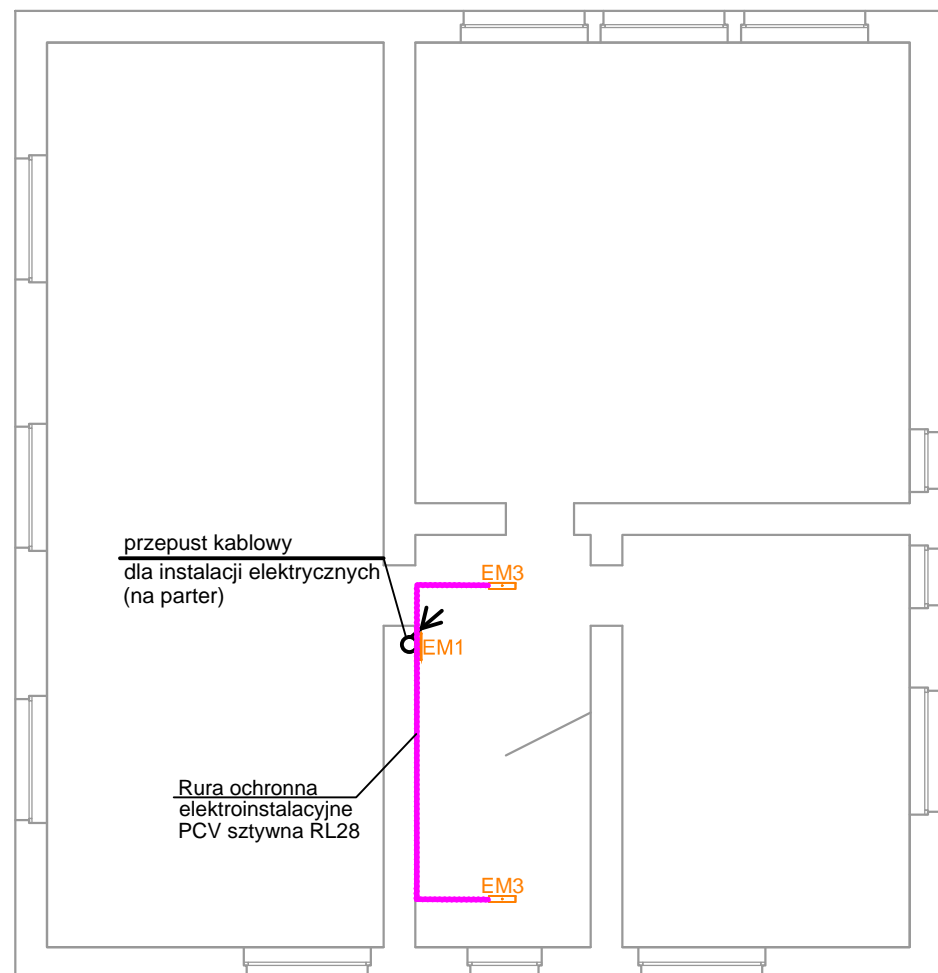 przepust kablowy
dla instalacji elektrycznych
(na parter)
EM3
EM1
Rura ochronna
elektroinstalacyjne
PCV sztywna RL28
EM3